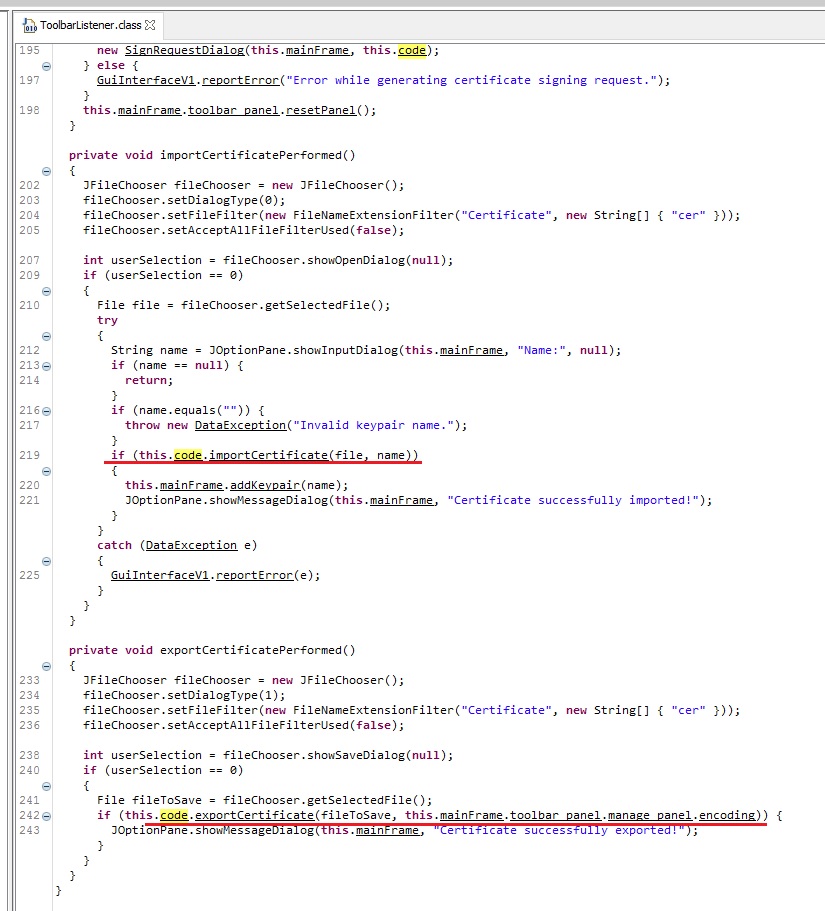 ToolbarListener.class
195 new SignRequestDialog(this.mainFrame, this.code);
} else {
197 GuiInterfaceV1.reportError("Error while generating certificate signing request.");
}
198 this.mainFrame.toolbar_panel.resetPanel();
}
private void importCertificatePerformed()
{
202 JFileChooser fileChooser = new JFileChooser();
203 fileChooser.setDialogType(0);
204 fileChooser.setFileFilter(new FileNameExtensionFilter("Certificate", new String[] { "cer" }));
205 fileChooser.setAcceptAllFileFilterUsed(false);
207 int userSelection = fileChooser.showOpenDialog(null);
209 if (userSelection == 0)
{
210 File file = fileChooser.getSelectedFile();
try
{
212 String name = JOptionPane.showInputDialog(this.mainFrame, "Name:", null);
213 if (name == null) {
214 return;
}
216 if (name.equals("")) {
217 throw new DataException("Invalid keypair name.");
}
219 if (this.code.importCertificate(file, name))
{
220 this.mainFrame.addKeypair(name);
221 JOptionPane.showMessageDialog(this.mainFrame, "Certificate successfully imported!");
}
}
catch (DataException e)
{
225 GuiInterfaceV1.reportError(e);
}
}
}
private void exportCertificatePerformed()
{
233 JFileChooser fileChooser = new JFileChooser();
234 fileChooser.setDialogType(1);
235 fileChooser.setFileFilter(new FileNameExtensionFilter("Certificate", new String[] { "cer" }));
236 fileChooser.setAcceptAllFileFilterUsed(false);
238 int userSelection = fileChooser.showSaveDialog(null);
240 if (userSelection == 0)
{
241 File fileToSave = fileChooser.getSelectedFile();
242 if (this.code.exportCertificate(fileToSave, this.mainFrame.toolbar_panel.manage_panel.encoding)) {
243 JOptionPane.showMessageDialog(this.mainFrame, "Certificate successfully exported!");
}
}
}
}